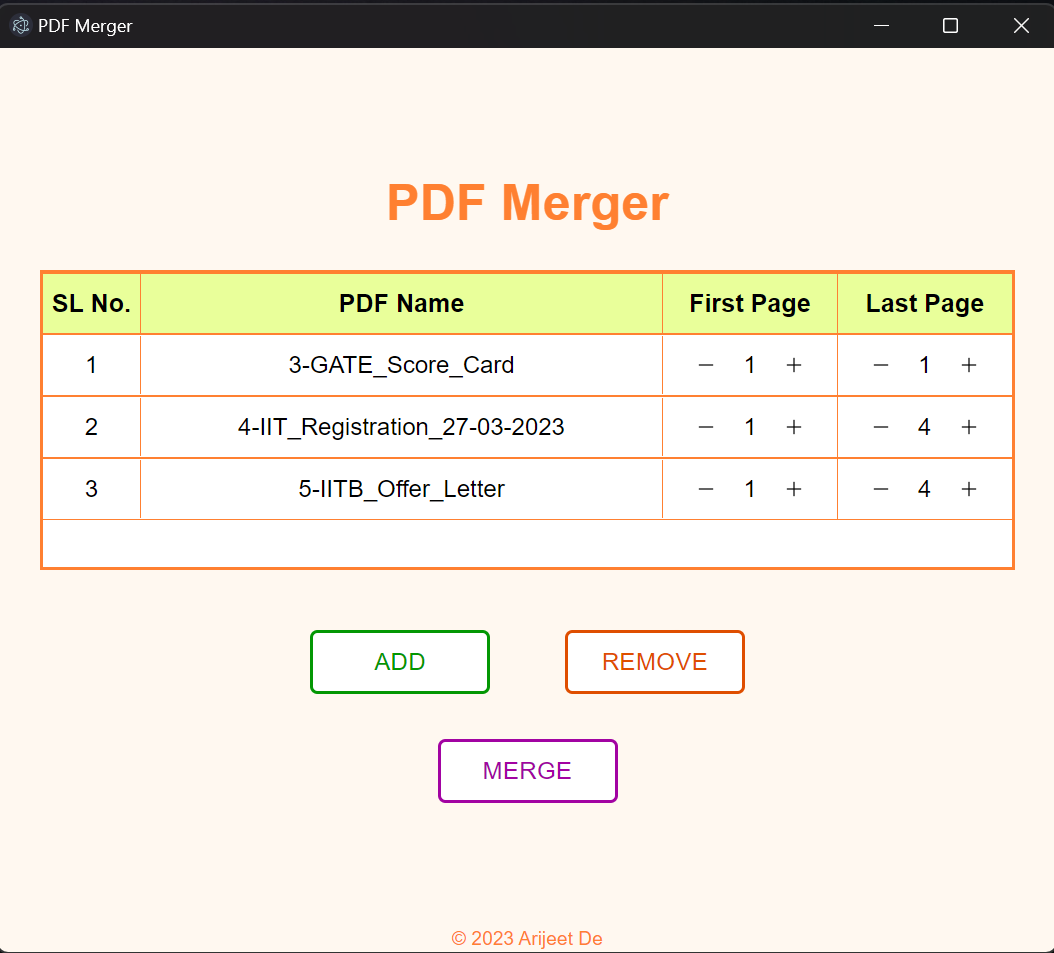 PDF Merger
PDF Merger
SL No. PDF Name First Page Last Page
1 3-GATE_Score_Card — 1 + — 1 +
2 4-IIT_Registration_27-03-2023 — 1 + — 4 +
3 5-IITB_Offer_Letter — 1 + — 4 +
ADD REMOVE
MERGE
© 2023 Arijeet De